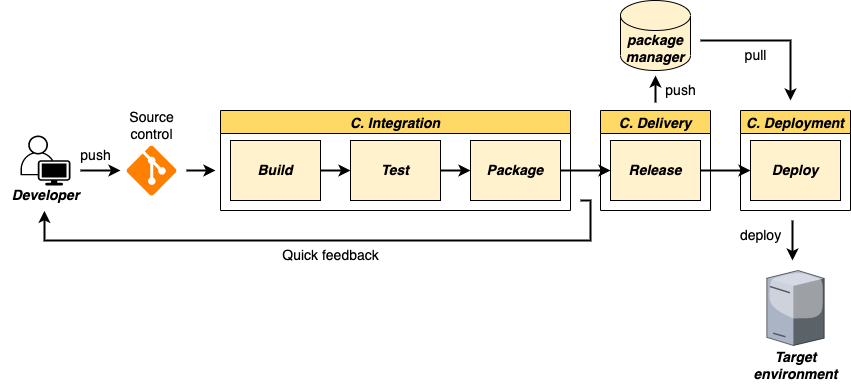 package
manager
pull
push
Source
control
C. Integration
C. Delivery
C. Deployment
push
Build
Test
Package
Release
Deploy
Developer
Quick feedback
deploy
Target
environment